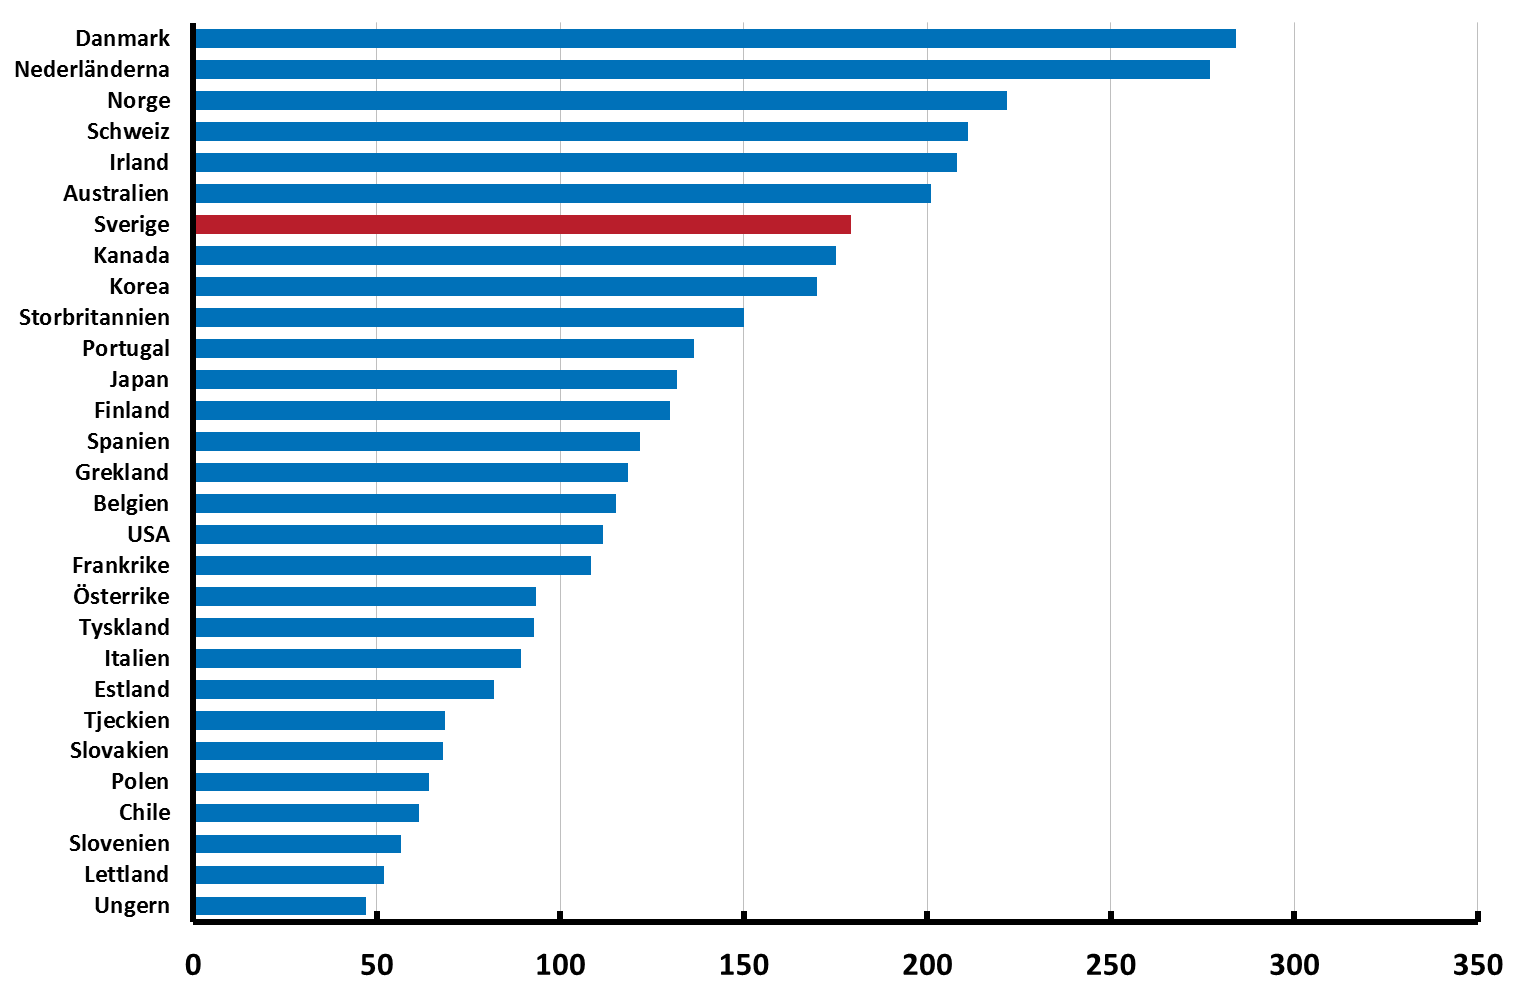 Danmark
Nederländerna
Norge
Schweiz
Irland
Australien
Sverige
Kanada
Korea
Storbritannien
Portugal
Japan
Finland
Spanien
Grekland
Belgien
USA
Frankrike
Österrike
Tyskland
Italien
Estland
Tjeckien
Slovakien
Polen
Chile
Slovenien
Lettland
Ungern
0 50 100 150 200 250 300 350